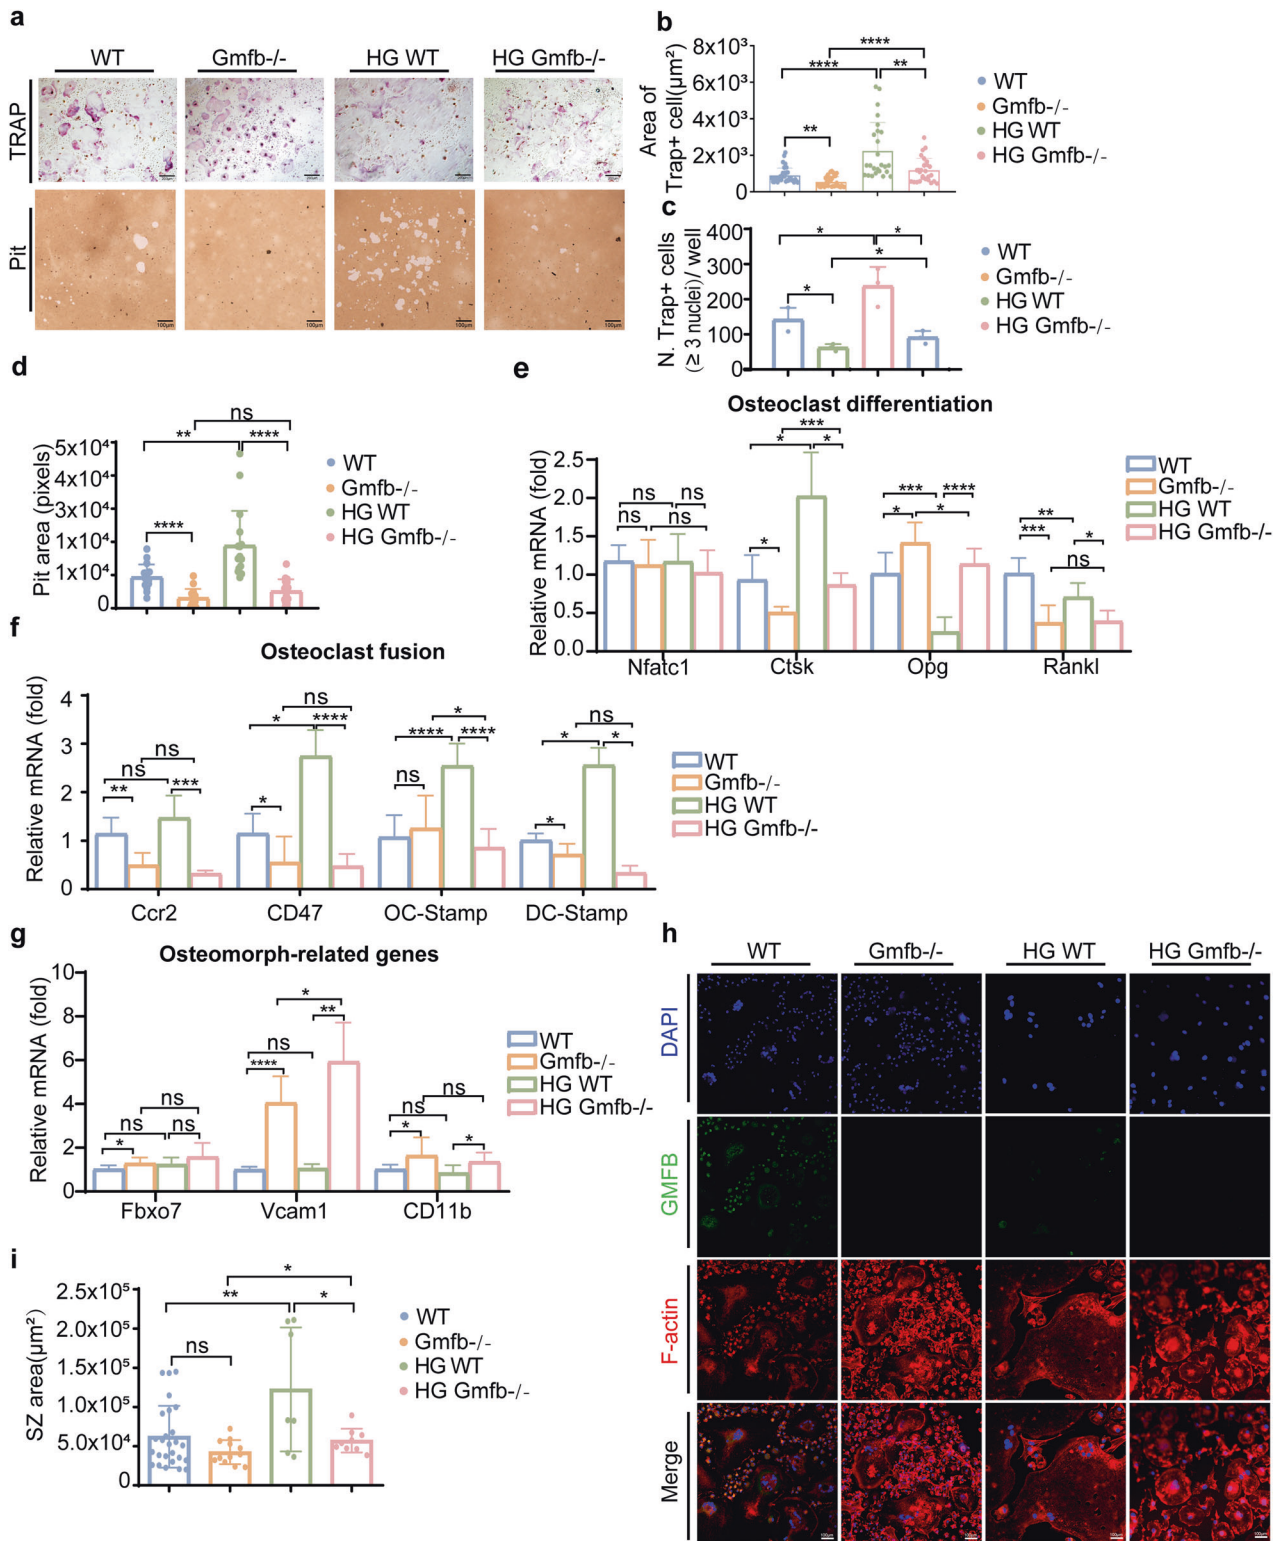 a
WT Gmfb-/- HG WT HG Gmfb-/-
TRAP
Pit
100μm 100μm 100μm 100μm
b
Area of
Trap+ cell(μm²)
8x10³
6x10³
4x10³
2x10³
0
**** **** ** **
WT
Gmfb-/-
HG WT
HG Gmfb-/-
c
N. Trap+ cells
(≥ 3 nuclei)/ well
400
300
200
100
0
* * * *
WT
Gmfb-/-
HG WT
HG Gmfb-/-
d
Pit area (pixels)
5x10⁴
4x10⁴
3x10⁴
1x10⁴
1x10⁴
0
ns
** ****
****
WT
Gmfb-/-
HG WT
HG Gmfb-/-
e
Osteoclast differentiation
Relative mRNA (fold)
2.5
2.0
1.5
1.0
0.5
0.0
ns ns ns ns
*** * * *
*** **** * *
** *** * ns
Nfatc1 Ctsk Opg Rankl
WT
Gmfb-/-
HG WT
HG Gmfb-/-
f
Osteoclast fusion
Relative mRNA (fold)
4
3
2
1
0
ns ns ** ***
ns * **** *
* **** **** ns
ns * * *
Ccr2 CD47 OC-Stamp DC-Stamp
WT
Gmfb-/-
HG WT
HG Gmfb-/-
g
Osteomorph-related genes
Relative mRNA (fold)
10
8
6
4
2
0
ns ns ns *
* ** ns ****
ns ns * *
Fbxo7 Vcam1 CD11b
WT
Gmfb-/-
HG WT
HG Gmfb-/-
h
WT Gmfb-/- HG WT HG Gmfb-/-
DAPI
GMFB
F-actin
Merge
100μm 100μm 100μm 100μm
i
SZ area(μm²)
2.5x10⁵
2.0x10⁵
1.5x10⁵
1.0x10⁵
5.0x10⁴
0
*
** *
ns
WT
Gmfb-/-
HG WT
HG Gmfb-/-